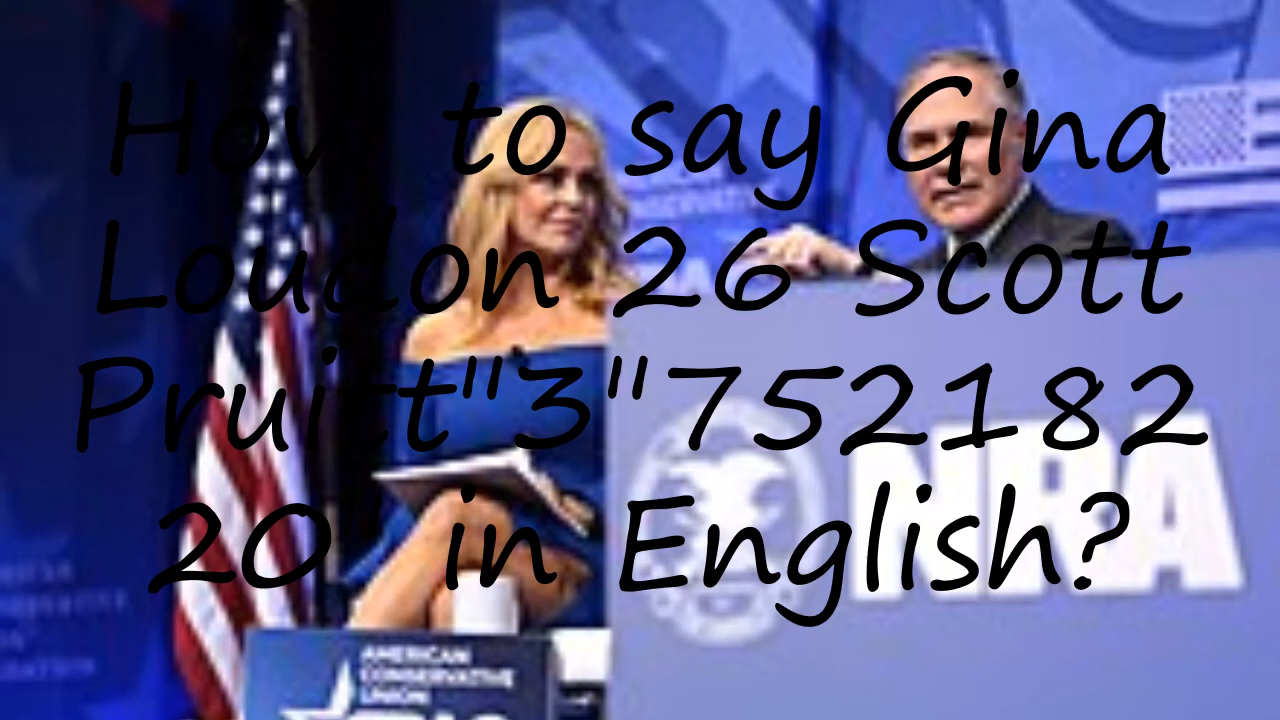 How to say Gina
Loudon 26 Scott
Pruitt"3"752182
20 in English?
NRA
AMERICAN
CONSERVATIVE
UNION